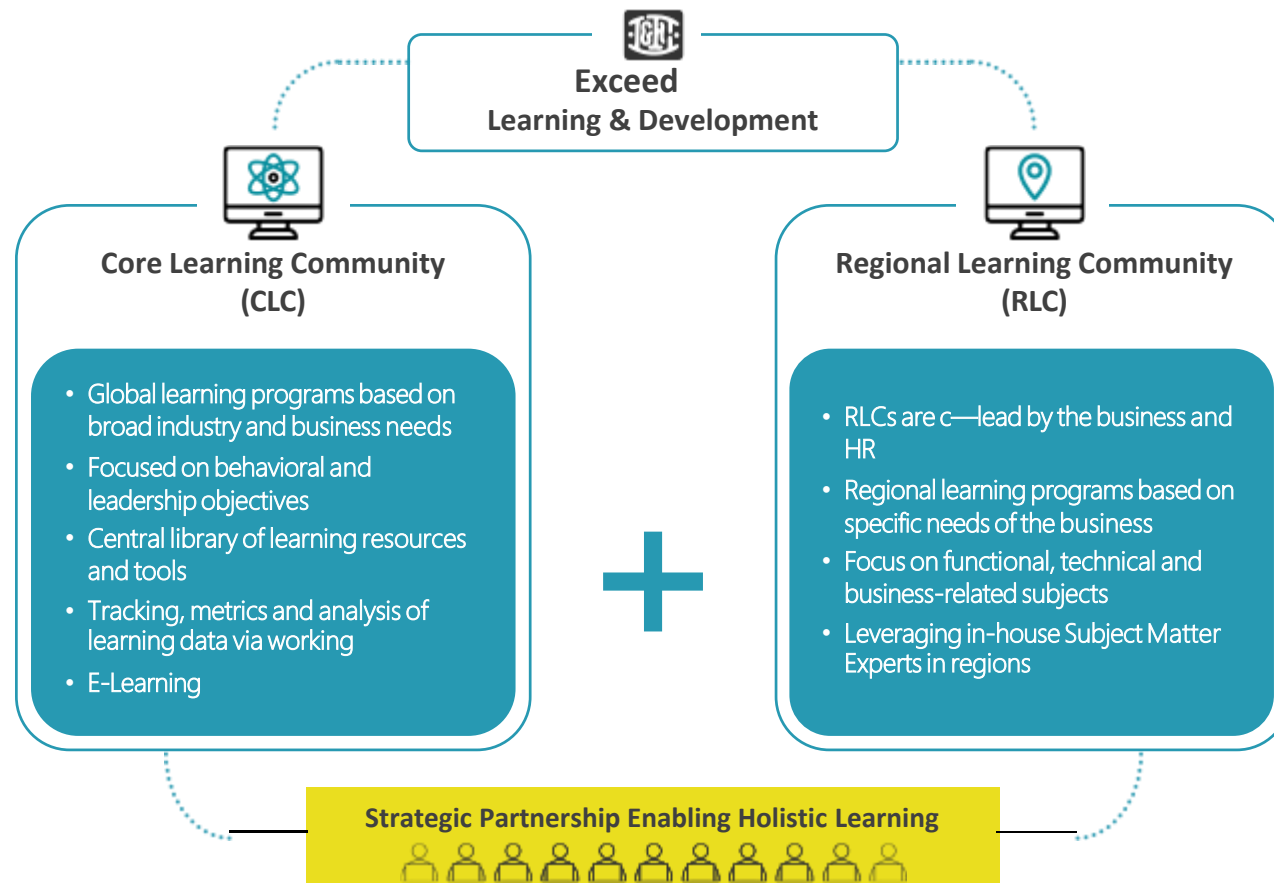 Exceed
Learning & Development
Core Learning Community
(CLC)
• Global learning programs based on
broad industry and business needs
• Focused on behavioral and
leadership objectives
• Central library of learning resources
and tools
• Tracking, metrics and analysis of
learning data via working
• E-Learning
Regional Learning Community
(RLC)
• RLCs are c—lead by the business and
HR
• Regional learning programs based on
specific needs of the business
• Focus on functional, technical and
business-related subjects
• Leveraging in-house Subject Matter
Experts in regions
Strategic Partnership Enabling Holistic Learning